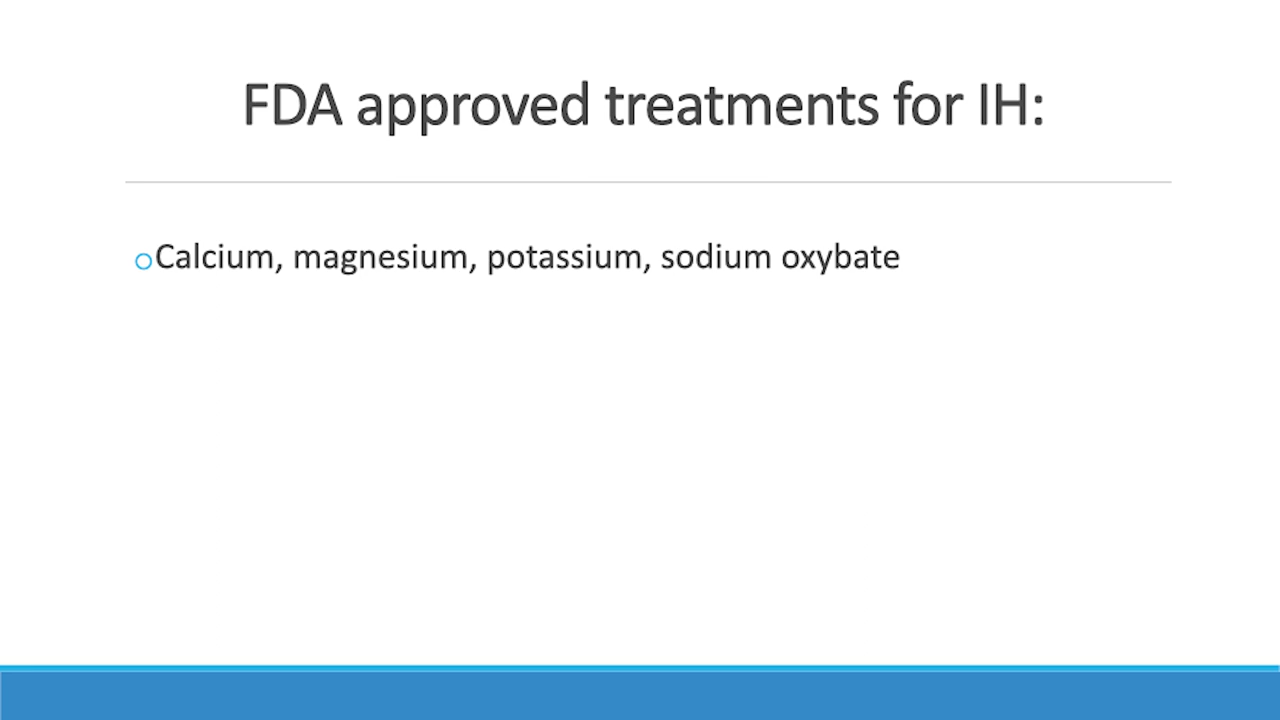 FDA approved treatments for IH:
Calcium, magnesium, potassium, sodium oxybate